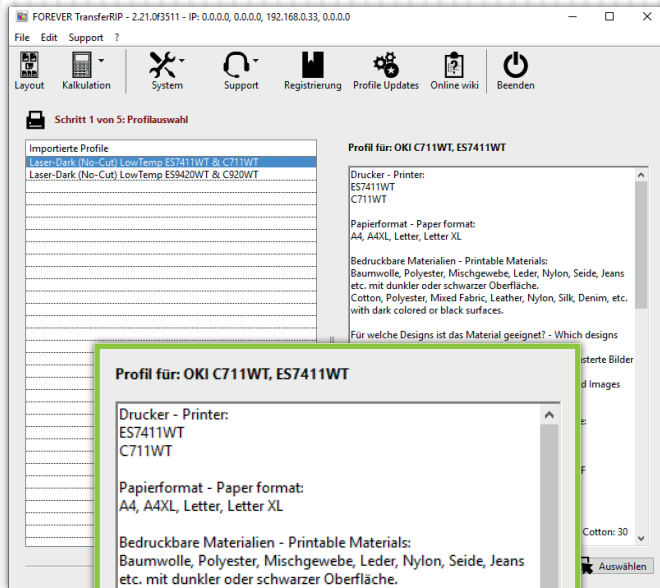 FOREVER TransferRIP - 2.21.0f3511 - IP: 0.0.0.0, 0.0.0.0, 192.168.0.33, 0.0.0.0
File Edit Support ?
Layout Kalkulation System Support Registrierung Profile Updates Online wiki Beenden
Schritt 1 von 5: Profilauswahl
Importierte Profile
Laser-Dark (No-Cut) LowTemp ES7411WT & C711WT
Laser-Dark (No-Cut) LowTemp ES9420WT & C920WT
Profil für: OKI C711WT, ES7411WT
Drucker - Printer:
ES7411WT
C711WT
Papierformat - Paper format:
A4, A4XL, Letter, Letter XL
Bedruckbare Materialien - Printable Materials:
Baumwolle, Polyester, Mischgewebe, Leder, Nylon, Seide, Jeans
etc. mit dunkler oder schwarzer Oberfläche.
Cotton, Polyester, Mixed Fabric, Leather, Nylon, Silk, Denim, etc.
with dark colored or black surfaces.
Für welche Designs ist das Material geeignet? - Which designs
Bilder
Images
Cotton: 30
Auswählen
Profil für: OKI C711WT, ES7411WT
Drucker - Printer:
ES7411WT
C711WT
Papierformat - Paper format:
A4, A4XL, Letter, Letter XL
Bedruckbare Materialien - Printable Materials:
Baumwolle, Polyester, Mischgewebe, Leder, Nylon, Seide, Jeans
etc. mit dunkler oder schwarzer Oberfläche.